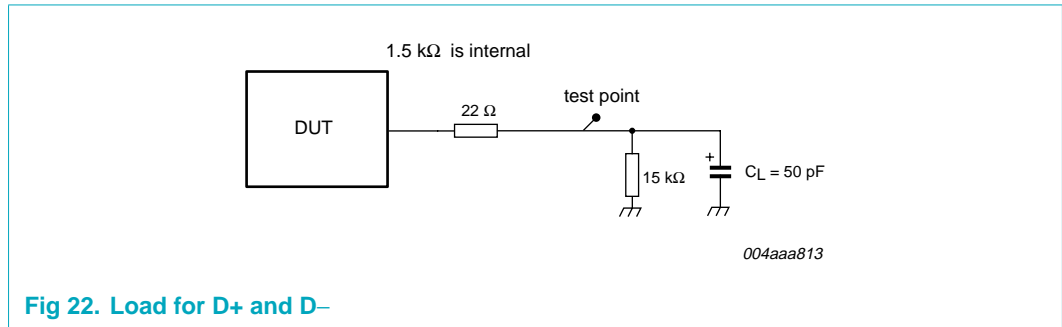 1.5 kΩ is internal
test point
22 Ω
DUT
+
15 kΩ
CL = 50 pF
004aaa813
Fig 22. Load for D+ and D−